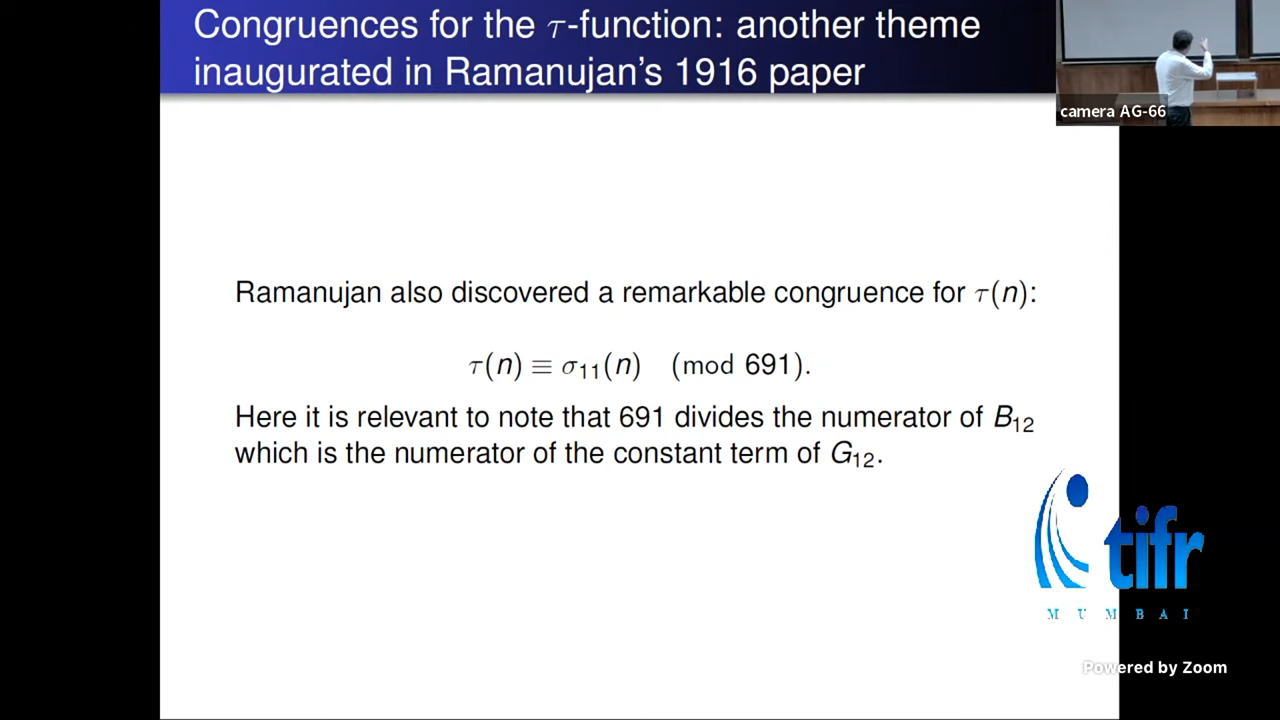 Congruences for the τ-function: another theme
inaugurated in Ramanujan's 1916 paper
camera AG-66
Ramanujan also discovered a remarkable congruence for τ(n):
τ(n) ≡ σ₁₁(n) (mod 691).
Here it is relevant to note that 691 divides the numerator of B₁₂
which is the numerator of the constant term of G₁₂.
tifr
MUMBAI
Powered by Zoom